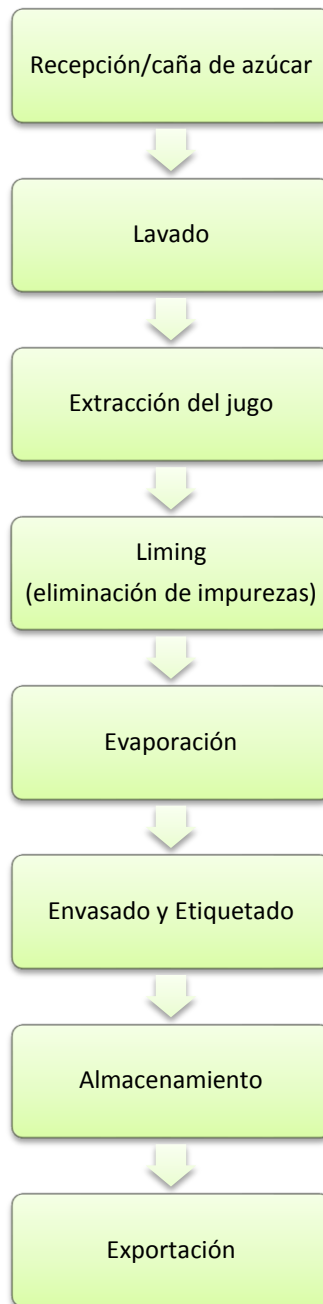 Recepción/caña de azúcar
Lavado
Extracción del jugo
Liming
(eliminación de impurezas)
Evaporación
Envasado y Etiquetado
Almacenamiento
Exportación